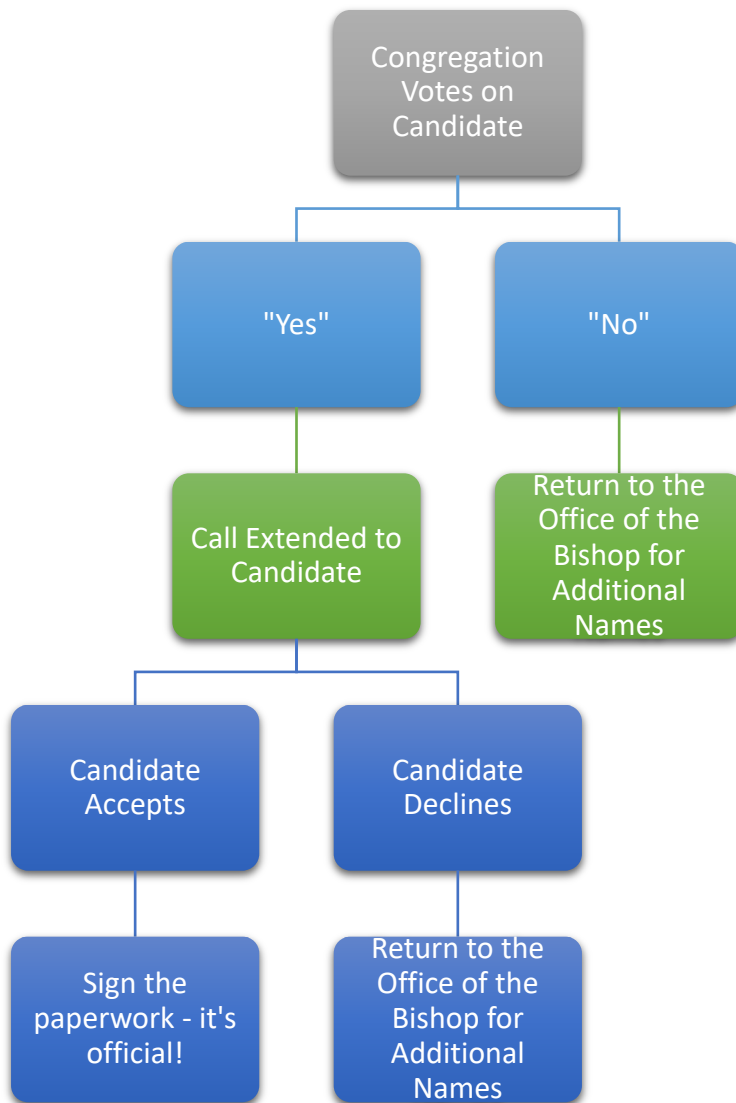 Congregation
Votes on
Candidate
"Yes"
"No"
Call Extended to
Candidate
Return to the
Office of the
Bishop for
Additional
Names
Candidate
Accepts
Candidate
Declines
Sign the
paperwork - it's
official!
Return to the
Office of the
Bishop for
Additional
Names